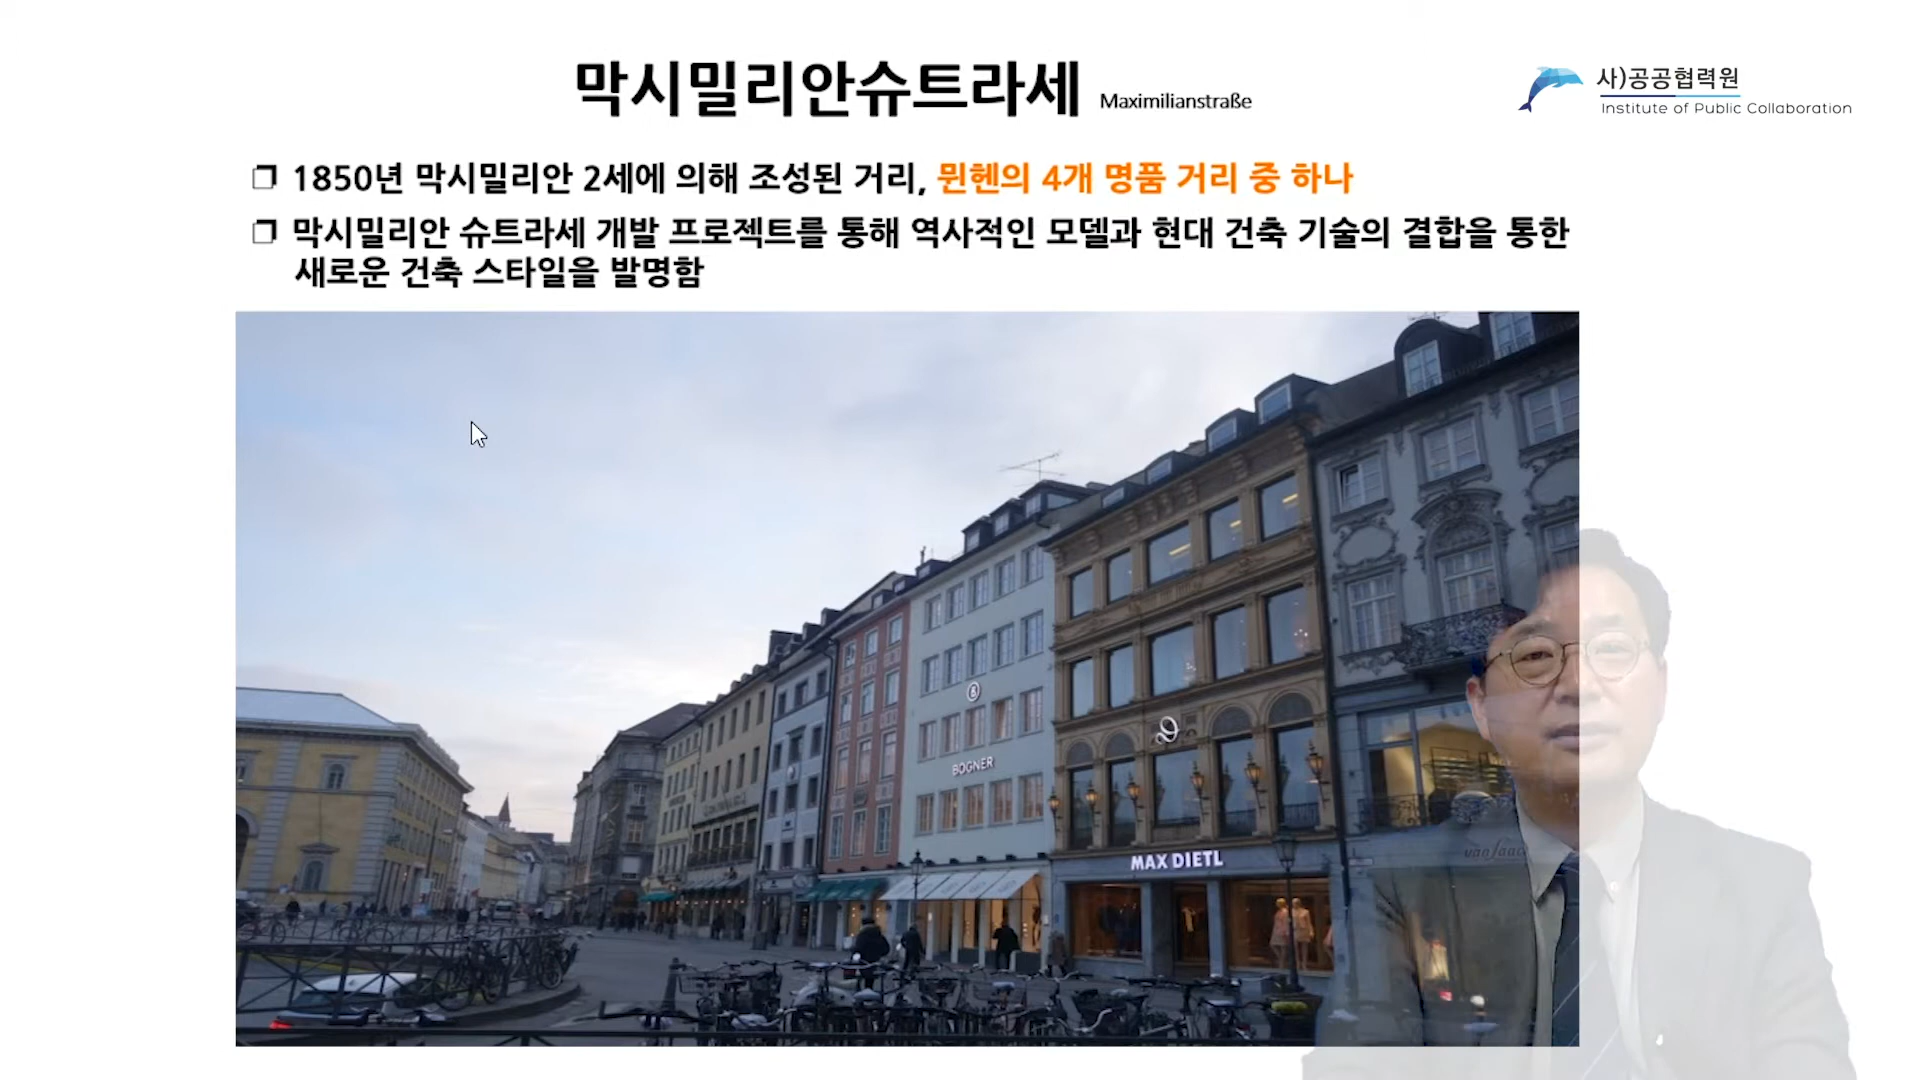 막시밀리안슈트라세 Maximilianstraße
사)공공협력원
Institute of Public Collaboration
1850년 막시밀리안 2세에 의해 조성된 거리, 뮌헨의 4개 명품 거리 중 하나
막시밀리안 슈트라세 개발 프로젝트를 통해 역사적인 모델과 현대 건축 기술의 결합을 통한
새로운 건축 스타일을 발명함
BOGNER
MAX DIETL